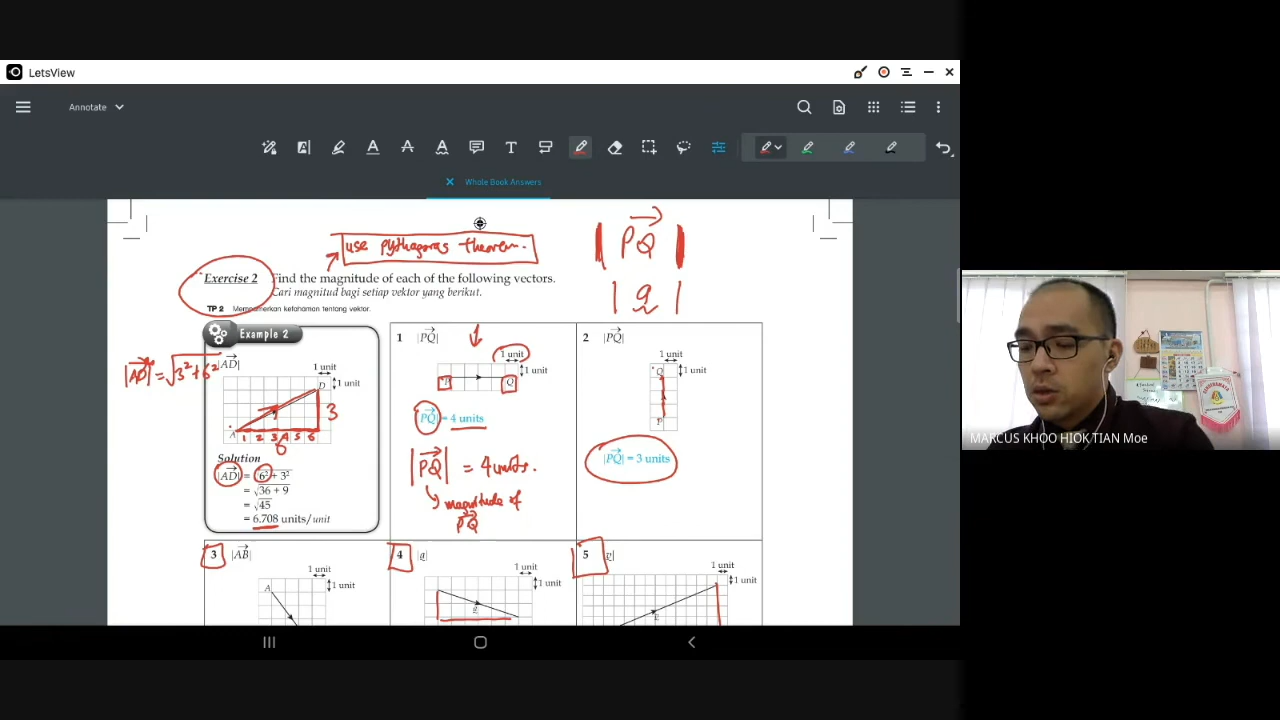 LetsView
Annotate
Whole Book Answers
use pythagoras theorem.
|PQ|
Exercise 2 Find the magnitude of each of the following vectors.
Cari magnitud bagi setiap vektor yang berikut.
|q|
TP 2 Mempamerkan kefahaman tentang vektor.
Example 2
|AD|
1 unit
1 unit
D
A
1 2 3 4 5 6
3
6
|AD| = √3² + 6²
Solution
|AD| = √6² + 3²
= √36 + 9
= √45
= 6.708 units/unit
1 |PQ|
1 unit
1 unit
P Q
PQ = 4 units
|PQ| = 4 units.
magnitude of
PQ
2 |PQ|
1 unit
1 unit
Q
P
|PQ| = 3 units
MARCUS KHOO HIOK TIAN Moe
3 |AB|
1 unit
1 unit
A
4 |a|
1 unit
1 unit
a
5 p|
1 unit
1 unit